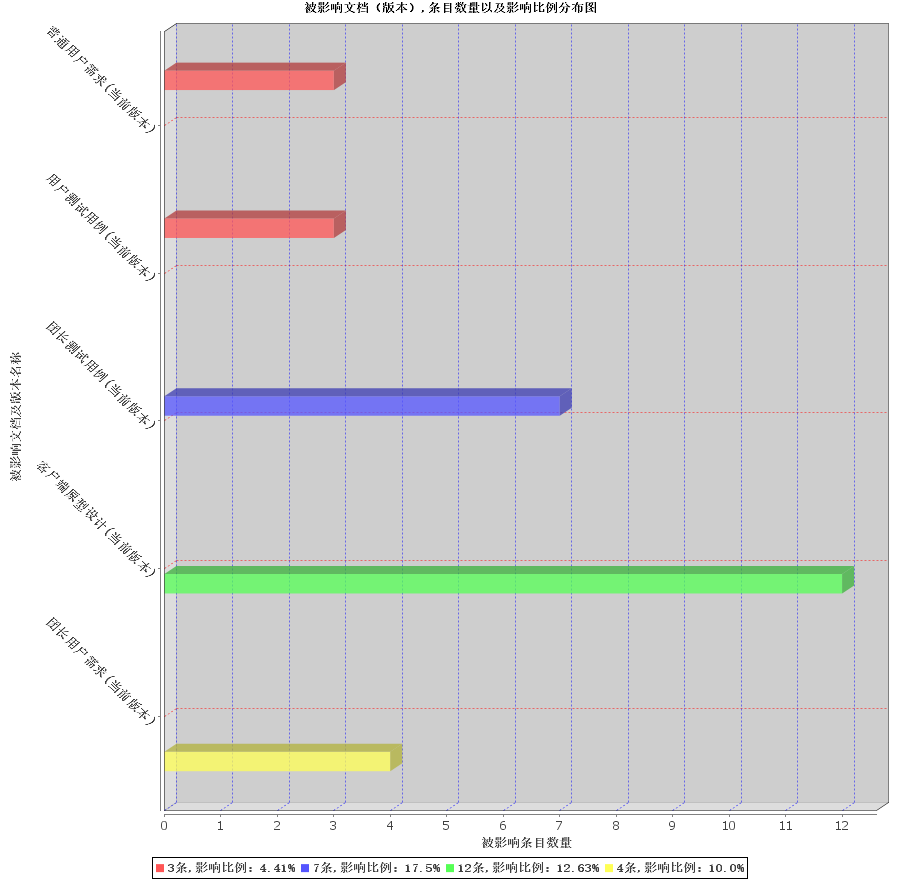 被影响文档（版本）,条目数量以及影响比例分布图
普通用户需求(当前版本)
用户测试用例(当前版本)
团长测试用例(当前版本)
客户端原型设计(当前版本)
团长用户需求(当前版本)
被影响文档及版本名称
0 1 2 3 4 5 6 7 8 9 10 11 12
被影响条目数量
3条,影响比例: 4.41% 7条,影响比例: 17.5% 12条,影响比例: 12.63% 4条,影响比例: 10.0%